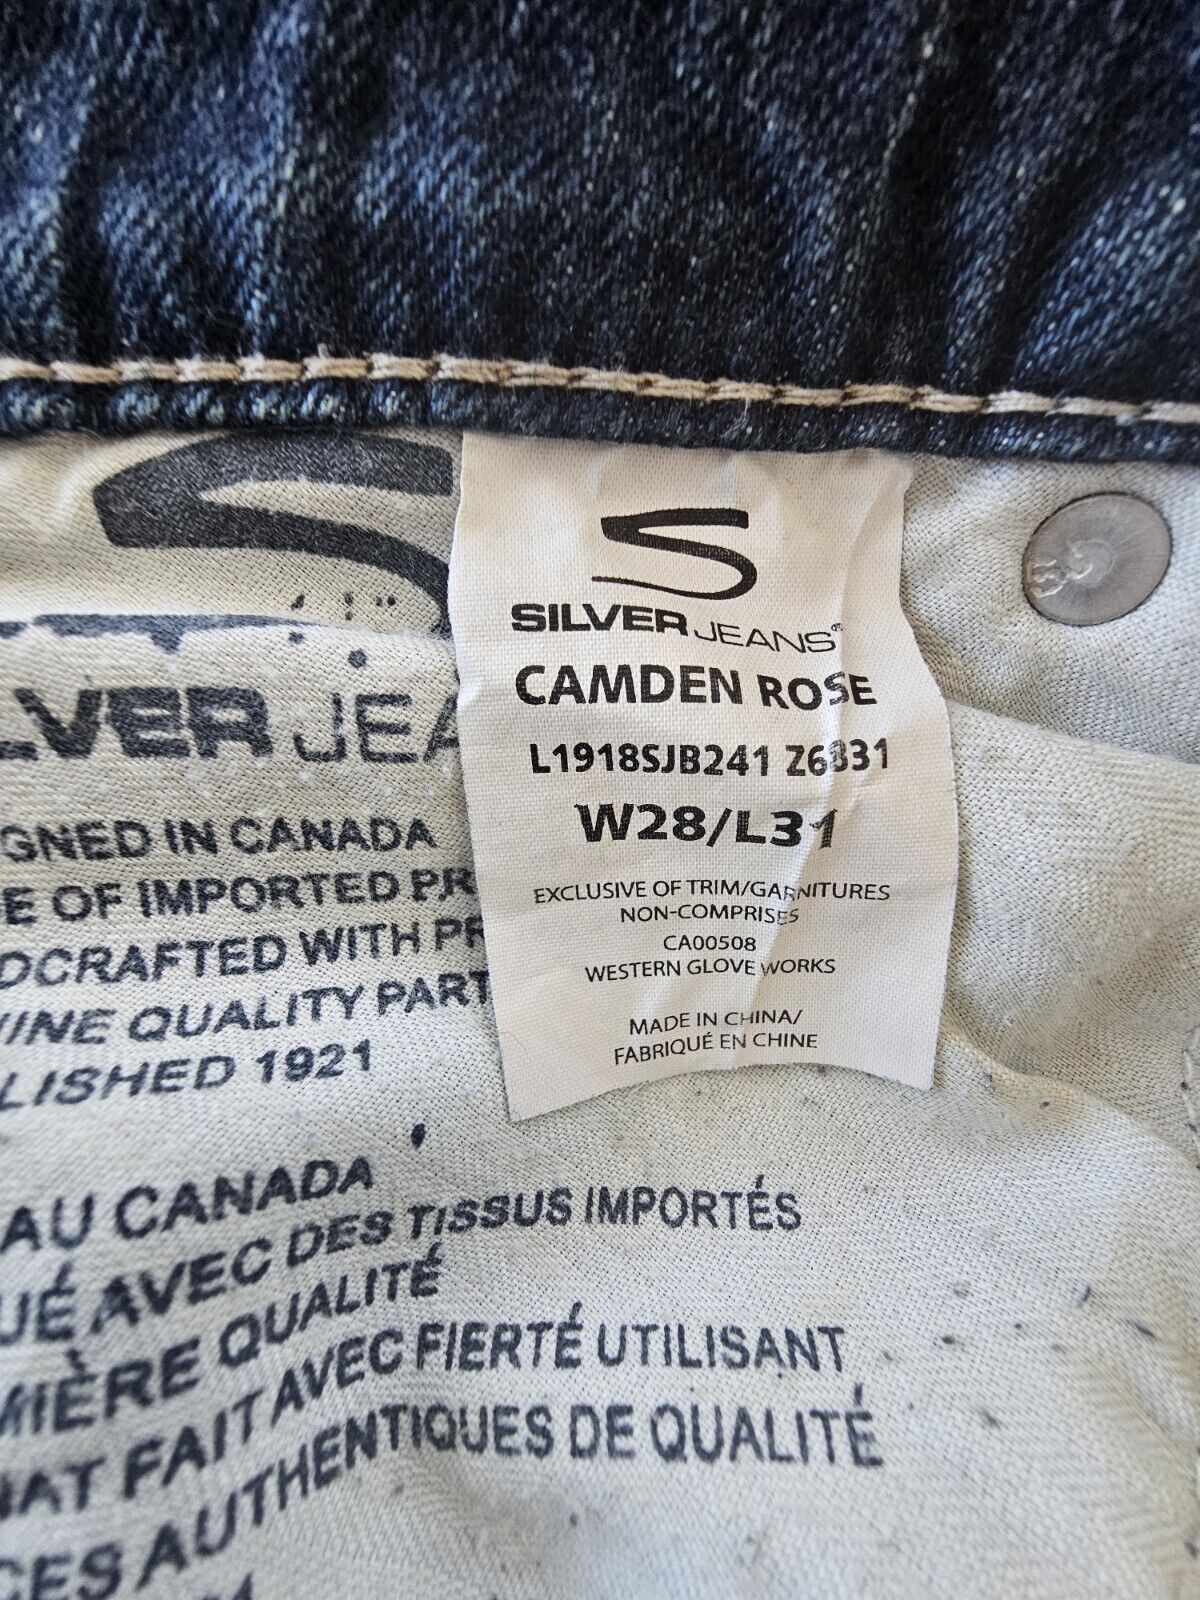 SILVER JEANS®
CAMDEN ROSE
L1918SJB241 Z6831
W28/L31
EXCLUSIVE OF TRIM/GARNITURES
NON-COMPRISES
CA00508
WESTERN GLOVE WORKS
MADE IN CHINA/
FABRIQUÉ EN CHINE
LVER JEA
GNED IN CANADA
E OF IMPORTED PR
DCRAFTED WITH PR
INE QUALITY PART
LISHED 1921
AU CANADA
UÉ AVEC DES TISSUS IMPORTÉS
MIÈRE QUALITÉ
NAT FAIT AVEC FIERTÉ UTILISANT
CES AUTHENTIQUES DE QUALITÉ